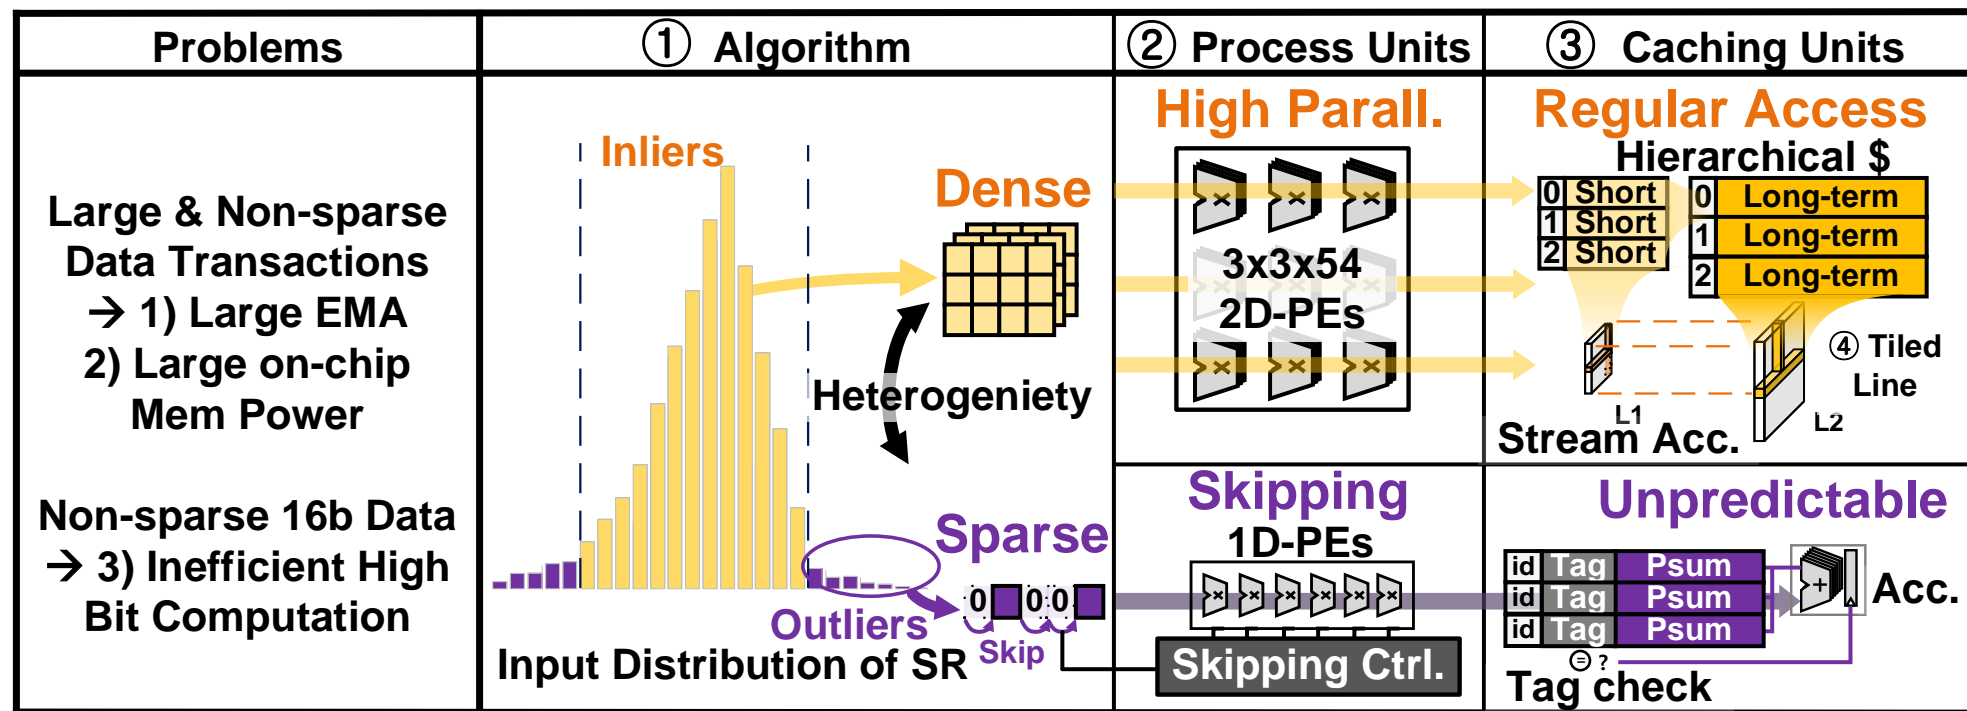 Problems
① Algorithm
② Process Units
③ Caching Units
Large & Non-sparse
Data Transactions
→ 1) Large EMA
2) Large on-chip
Mem Power
Non-sparse 16b Data
→ 3) Inefficient High
Bit Computation
Inliers
Dense
Heterogeniety
Sparse
0 0 0
Outliers
Skip
Input Distribution of SR
High Parall.
× × ×
3x3x54
2D-PEs
× × ×
Skipping
1D-PEs
× × × × × ×
Skipping Ctrl.
Regular Access
Hierarchical $
0 Short
1 Short
2 Short
0 Long-term
1 Long-term
2 Long-term
④ Tiled
Line
L1
L2
Stream Acc.
Unpredictable
id Tag Psum
id Tag Psum
id Tag Psum
+
Acc.
= ?
Tag check